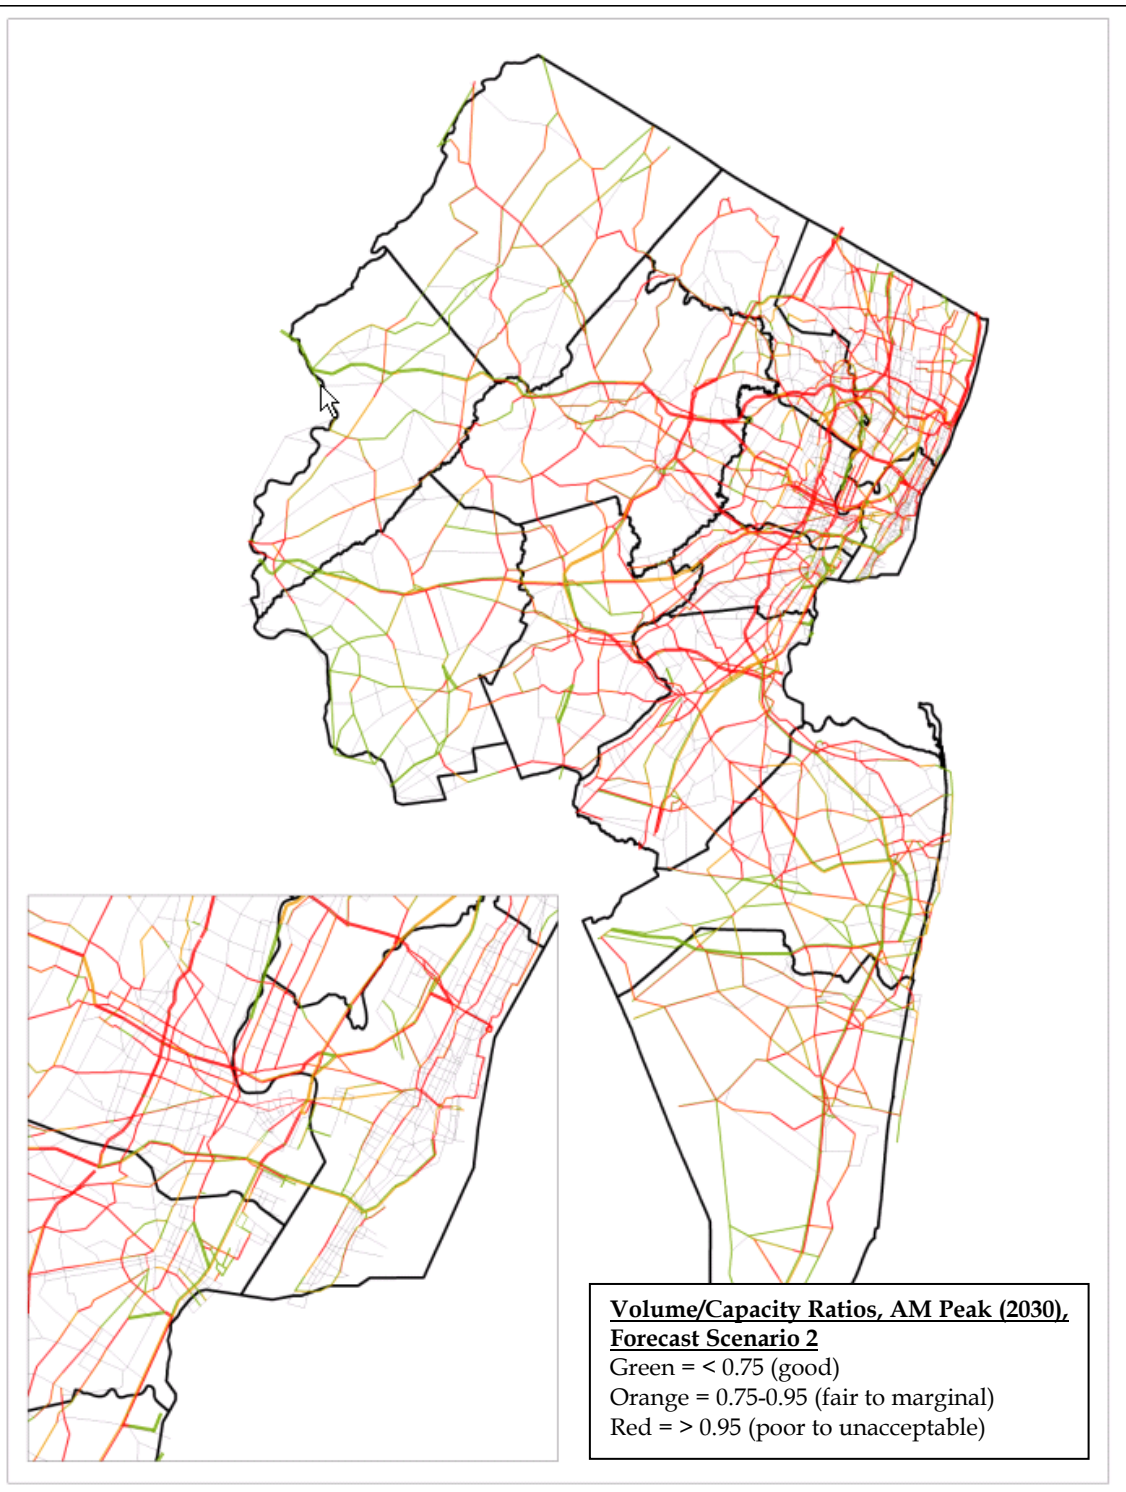 Volume/Capacity Ratios, AM Peak (2030),
Forecast Scenario 2
Green = < 0.75 (good)
Orange = 0.75-0.95 (fair to marginal)
Red = > 0.95 (poor to unacceptable)